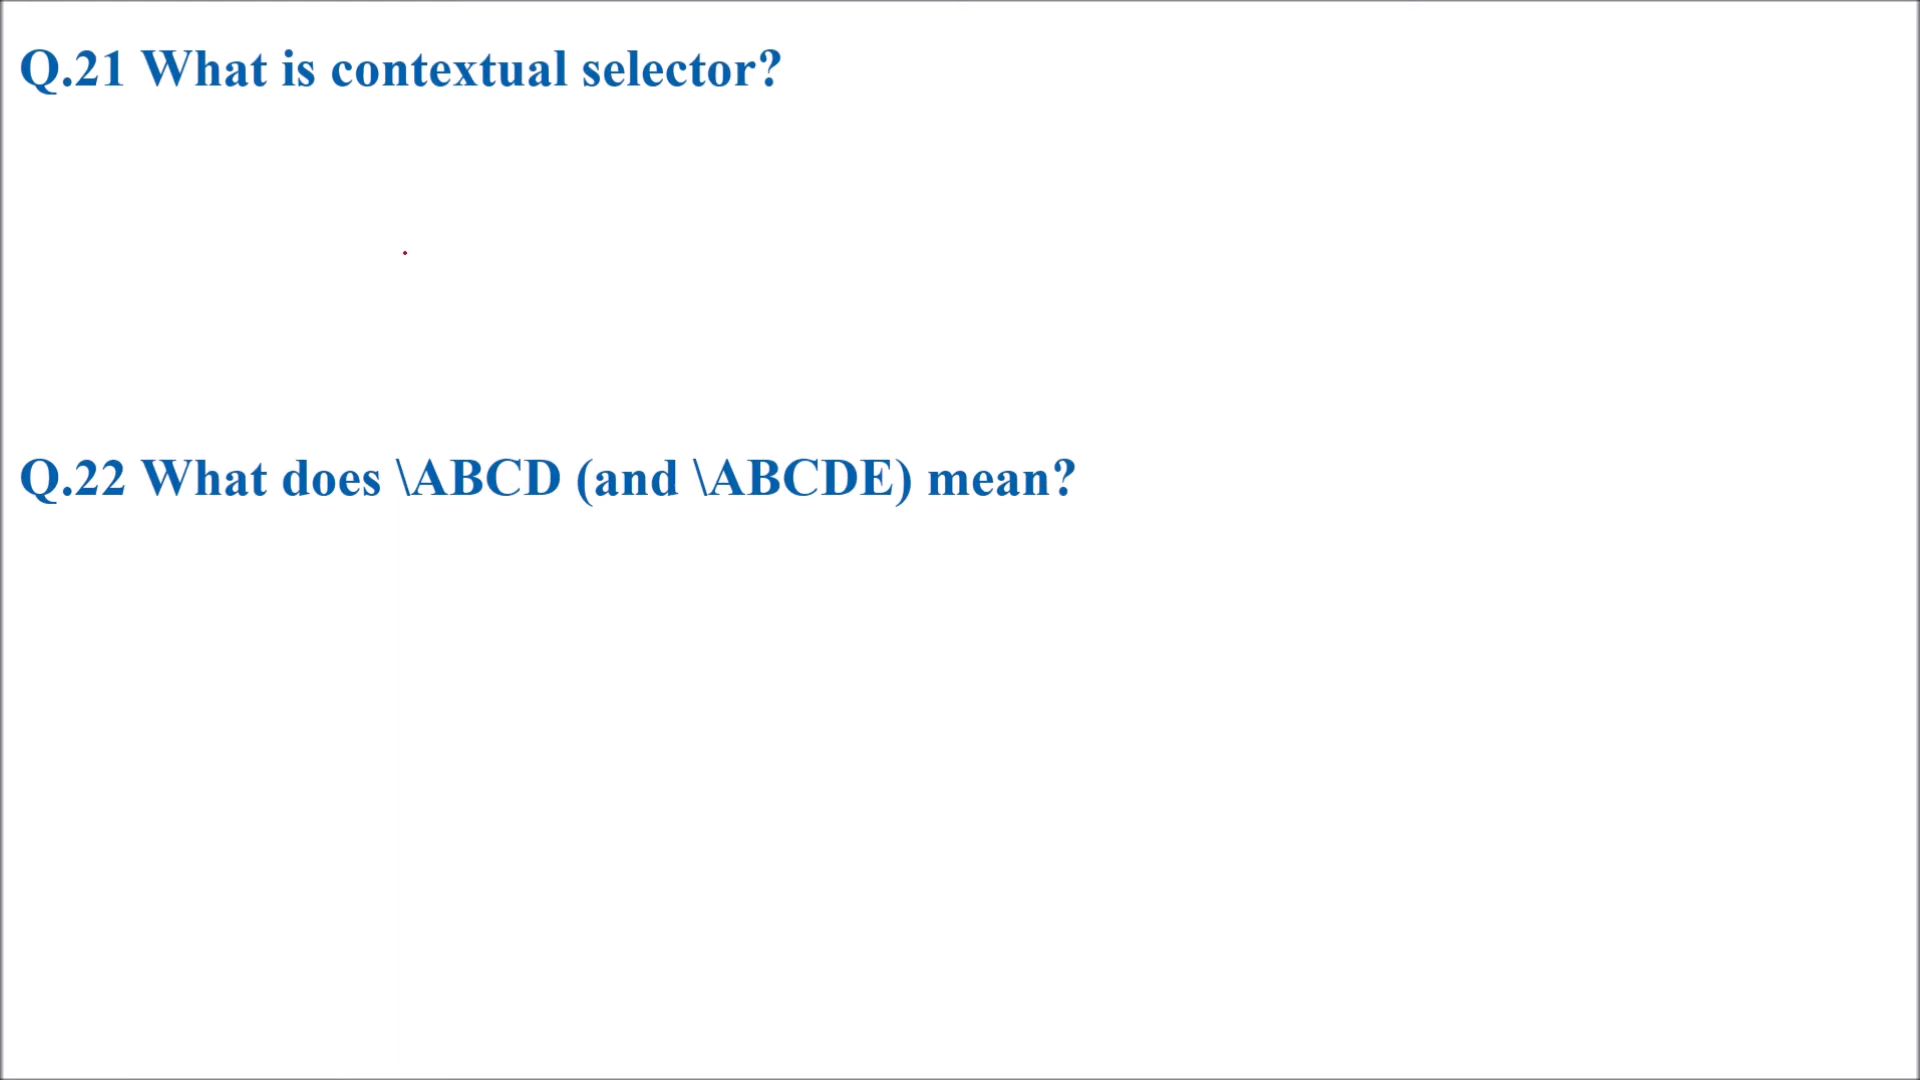 Q.21 What is contextual selector?
Q.22 What does \ABCD (and \ABCDE) mean?